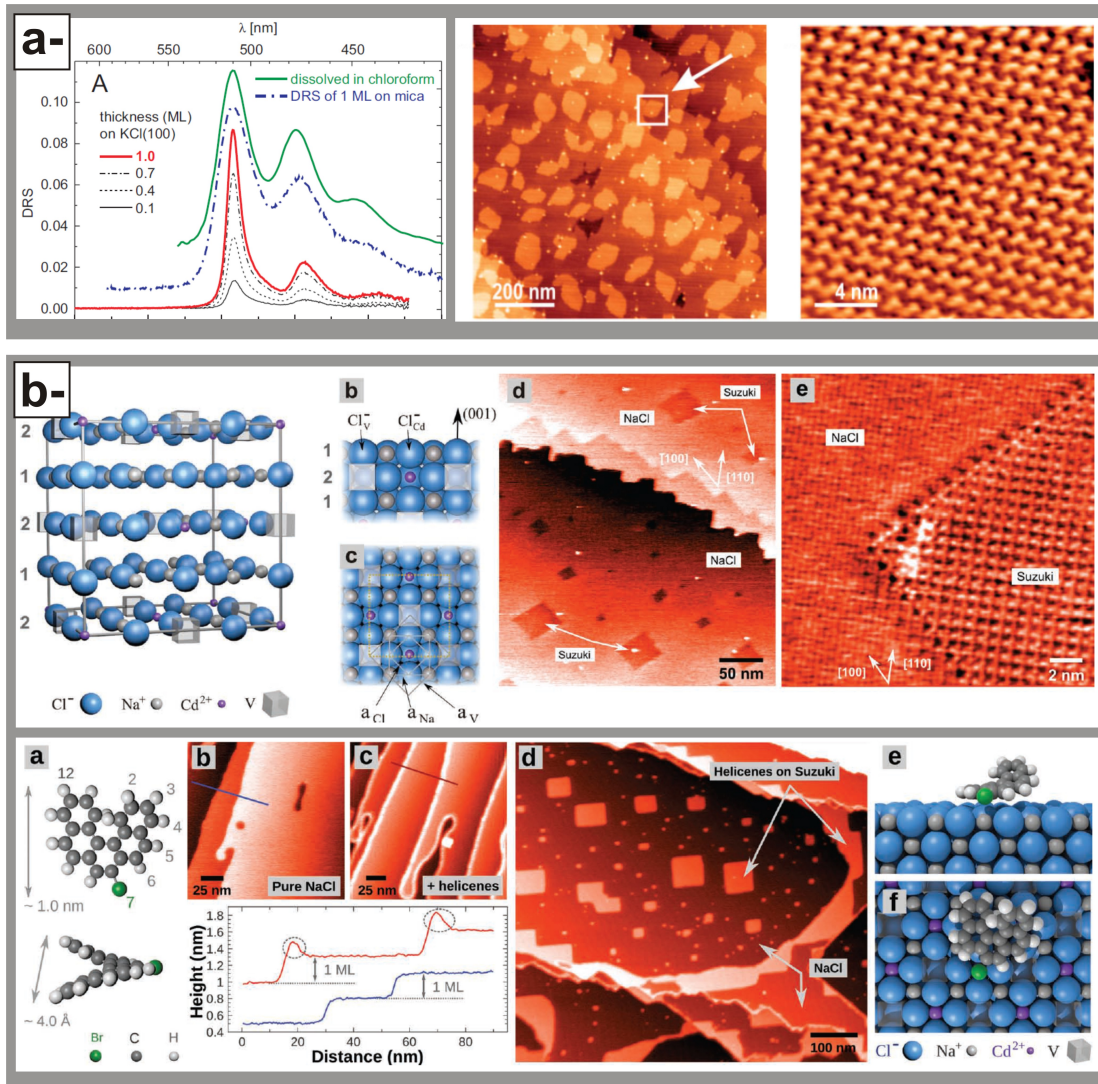 a-
λ [nm]
600 550 500 450
A
dissolved in chloroform
DRS of 1 ML on mica
thickness (ML)
on KCl(100)
1.0
0.7
0.4
0.1
DRS
0.10
0.08
0.06
0.04
0.02
0.00
200 nm
4 nm
b-
2
1
2
1
2
Cl⁻ Na⁺ Cd²⁺ V
b
Cl⁻V Cl⁻Cd (001)
1
2
1
c
aCl aNa aV
d
Suzuki
NaCl
[100]
[110]
NaCl
Suzuki
50 nm
e
NaCl
Suzuki
[100]
[110]
2 nm
a
12 2
3
4
5
6
7
~ 1.0 nm
~ 4.0 Å
Br C H
b
25 nm
Pure NaCl
c
25 nm
+ helicenes
Height (nm)
1.8
1.6
1.4
1.2
1.0
0.8
0.6
0.4
1 ML
1 ML
0 20 40 60 80
Distance (nm)
d
Helicenes on Suzuki
NaCl
100 nm
e
f
Cl⁻ Na⁺ Cd²⁺ V